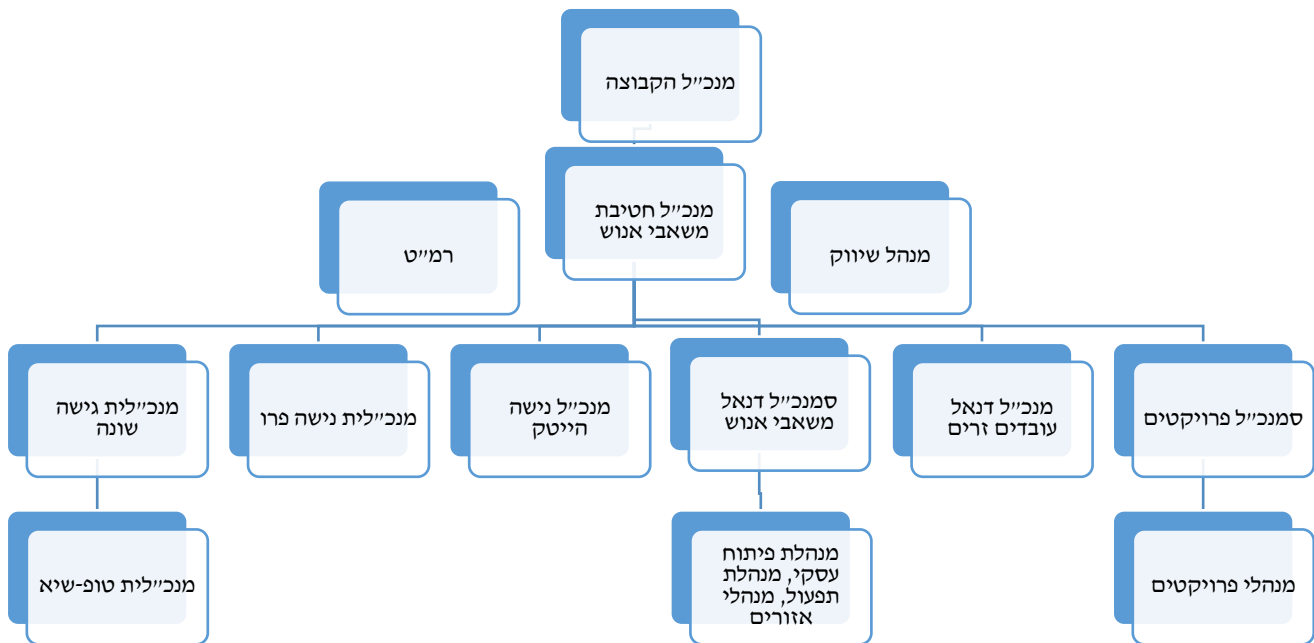 מנכ״ל הקבוצה
מנכ״ל חטיבת
משאבי אנוש
מנהל שיווק
רמ״ט
סמנכ״ל פרויקטים
מנכ״ל דנאל
עובדים זרים
סמנכ״ל דנאל
משאבי אנוש
מנכ״ל נישה
הייטק
מנכ״לית נישה פרו
מנכ״לית גישה
שונה
מנהלי פרויקטים
מנהלת פיתוח
עסקי, מנהלת
תפעול, מנהלי
אזורים
מנכ״לית טופ-שיא